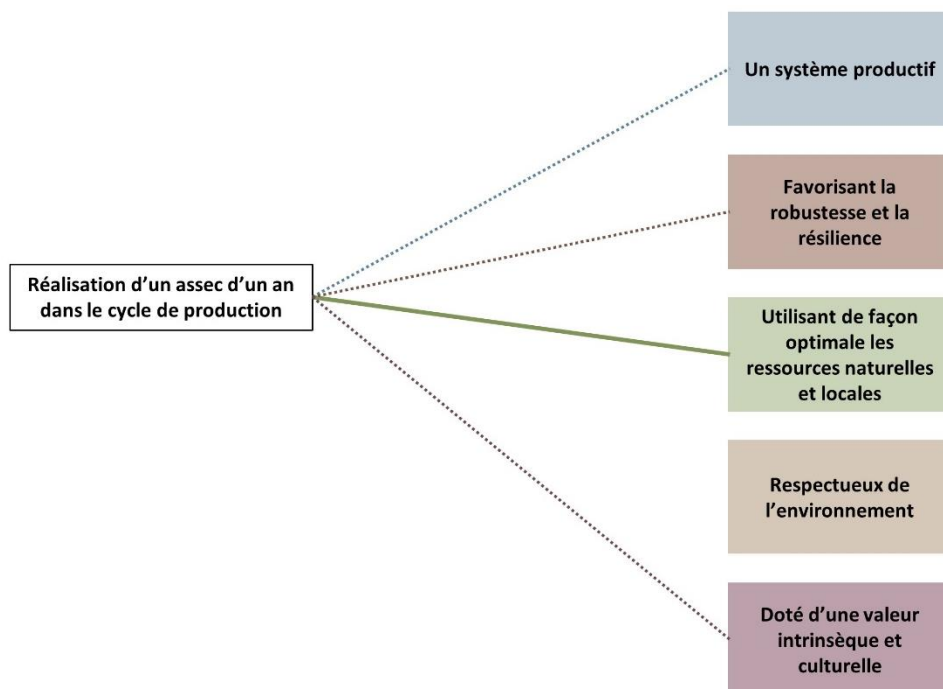 Un système productif
Favorisant la
robustesse et la
résilience
Réalisation d’un assec d’un an
dans le cycle de production
Utilisant de façon
optimale les
ressources naturelles
et locales
Respectueux de
l’environnement
Doté d’une valeur
intrinsèque et
culturelle